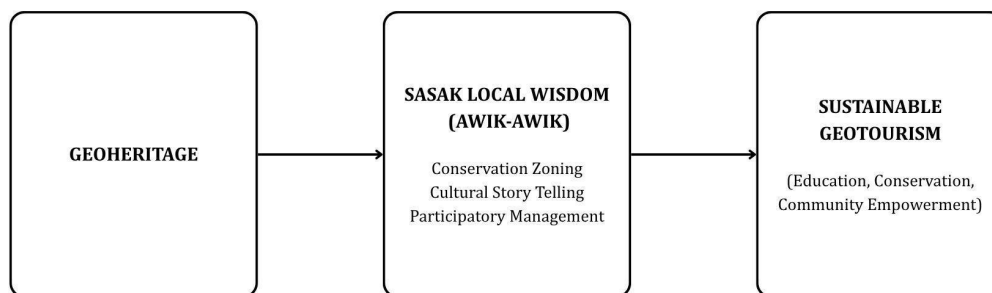 GEOHERITAGE
SASAK LOCAL WISDOM
(AWIK-AWIK)
Conservation Zoning
Cultural Story Telling
Participatory Management
SUSTAINABLE
GEOTOURISM
(Education, Conservation,
Community Empowerment)